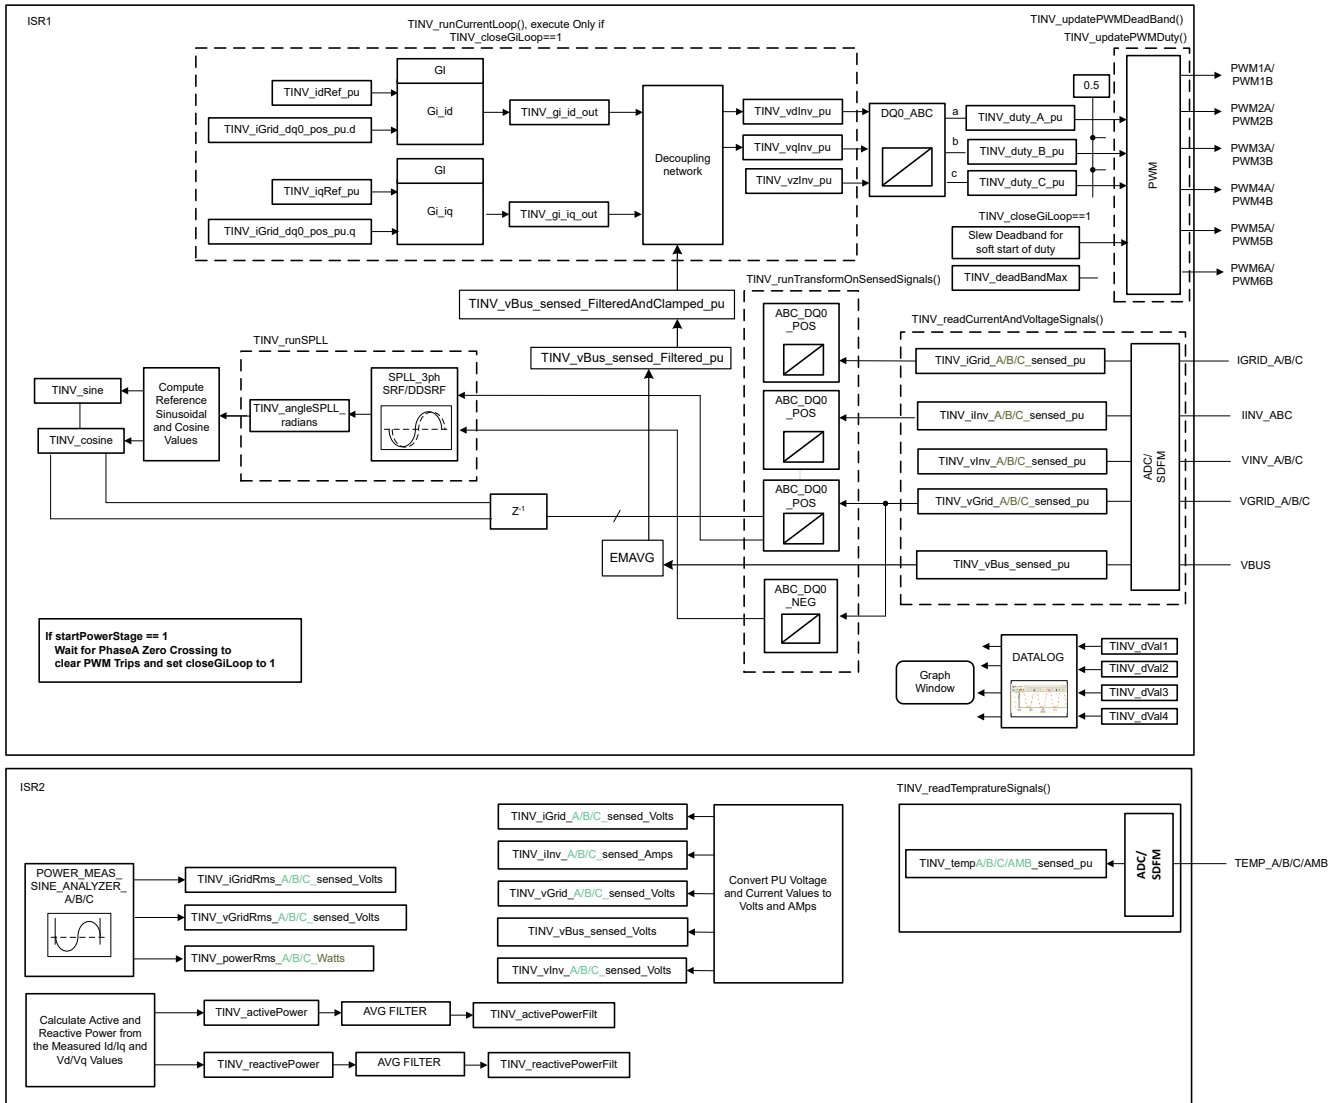 ISR1
TINV_runCurrentLoop(), execute Only if
TINV_closeGiLoop==1
TINV_updatePWMDeadBand()
TINV_updatePWMDuty()
GI
Gi_id
TINV_idRef_pu
TINV_iGrid_dq0_pos_pu.d
TINV_gi_id_out
GI
Gi_iq
TINV_iqRef_pu
TINV_iGrid_dq0_pos_pu.q
TINV_gi_iq_out
Decoupling
network
TINV_vdInv_pu
TINV_vqInv_pu
TINV_vzInv_pu
DQ0_ABC
a
b
c
TINV_duty_A_pu
TINV_duty_B_pu
TINV_duty_C_pu
0.5
PWM
PWM1A/
PWM1B
PWM2A/
PWM2B
PWM3A/
PWM3B
PWM4A/
PWM4B
PWM5A/
PWM5B
PWM6A/
PWM6B
TINV_closeGiLoop==1
Slew Deadband for
soft start of duty
TINV_deadBandMax
TINV_runTransformOnSensedSignals()
TINV_vBus_sensed_FilteredAndClamped_pu
TINV_vBus_sensed_Filtered_pu
TINV_runSPLL
SPLL_3ph
SRF/DDSRF
TINV_angleSPLL_
radians
Compute
Reference
Sinusoidal
and Cosine
Values
TINV_sine
TINV_cosine
Z-1
EMAVG
ABC_DQ0
_POS
ABC_DQ0
_POS
ABC_DQ0
_POS
ABC_DQ0
_NEG
TINV_readCurrentAndVoltageSignals()
TINV_iGrid_A/B/C_sensed_pu
TINV_iInv_A/B/C_sensed_pu
TINV_vInv_A/B/C_sensed_pu
TINV_vGrid_A/B/C_sensed_pu
TINV_vBus_sensed_pu
ADC/
SDFM
IGRID_A/B/C
IINV_ABC
VINV_A/B/C
VGRID_A/B/C
VBUS
If startPowerStage == 1
Wait for PhaseA Zero Crossing to
clear PWM Trips and set closeGiLoop to 1
Graph
Window
DATALOG
TINV_dVal1
TINV_dVal2
TINV_dVal3
TINV_dVal4
ISR2
POWER_MEAS_
SINE_ANALYZER_
A/B/C
TINV_iGridRms_A/B/C_sensed_Volts
TINV_vGridRms_A/B/C_sensed_Volts
TINV_powerRms_A/B/C_Watts
Calculate Active and
Reactive Power from
the Measured Id/Iq and
Vd/Vq Values
TINV_activePower
AVG FILTER
TINV_activePowerFilt
TINV_reactivePower
AVG FILTER
TINV_reactivePowerFilt
TINV_iGrid_A/B/C_sensed_Volts
TINV_iInv_A/B/C_sensed_Amps
TINV_vGrid_A/B/C_sensed_Volts
TINV_vBus_sensed_Volts
TINV_vInv_A/B/C_sensed_Volts
Convert PU Voltage
and Current Values to
Volts and AMps
TINV_readTempratureSignals()
TINV_tempA/B/C/AMB_sensed_pu
ADC/
SDFM
TEMP_A/B/C/AMB